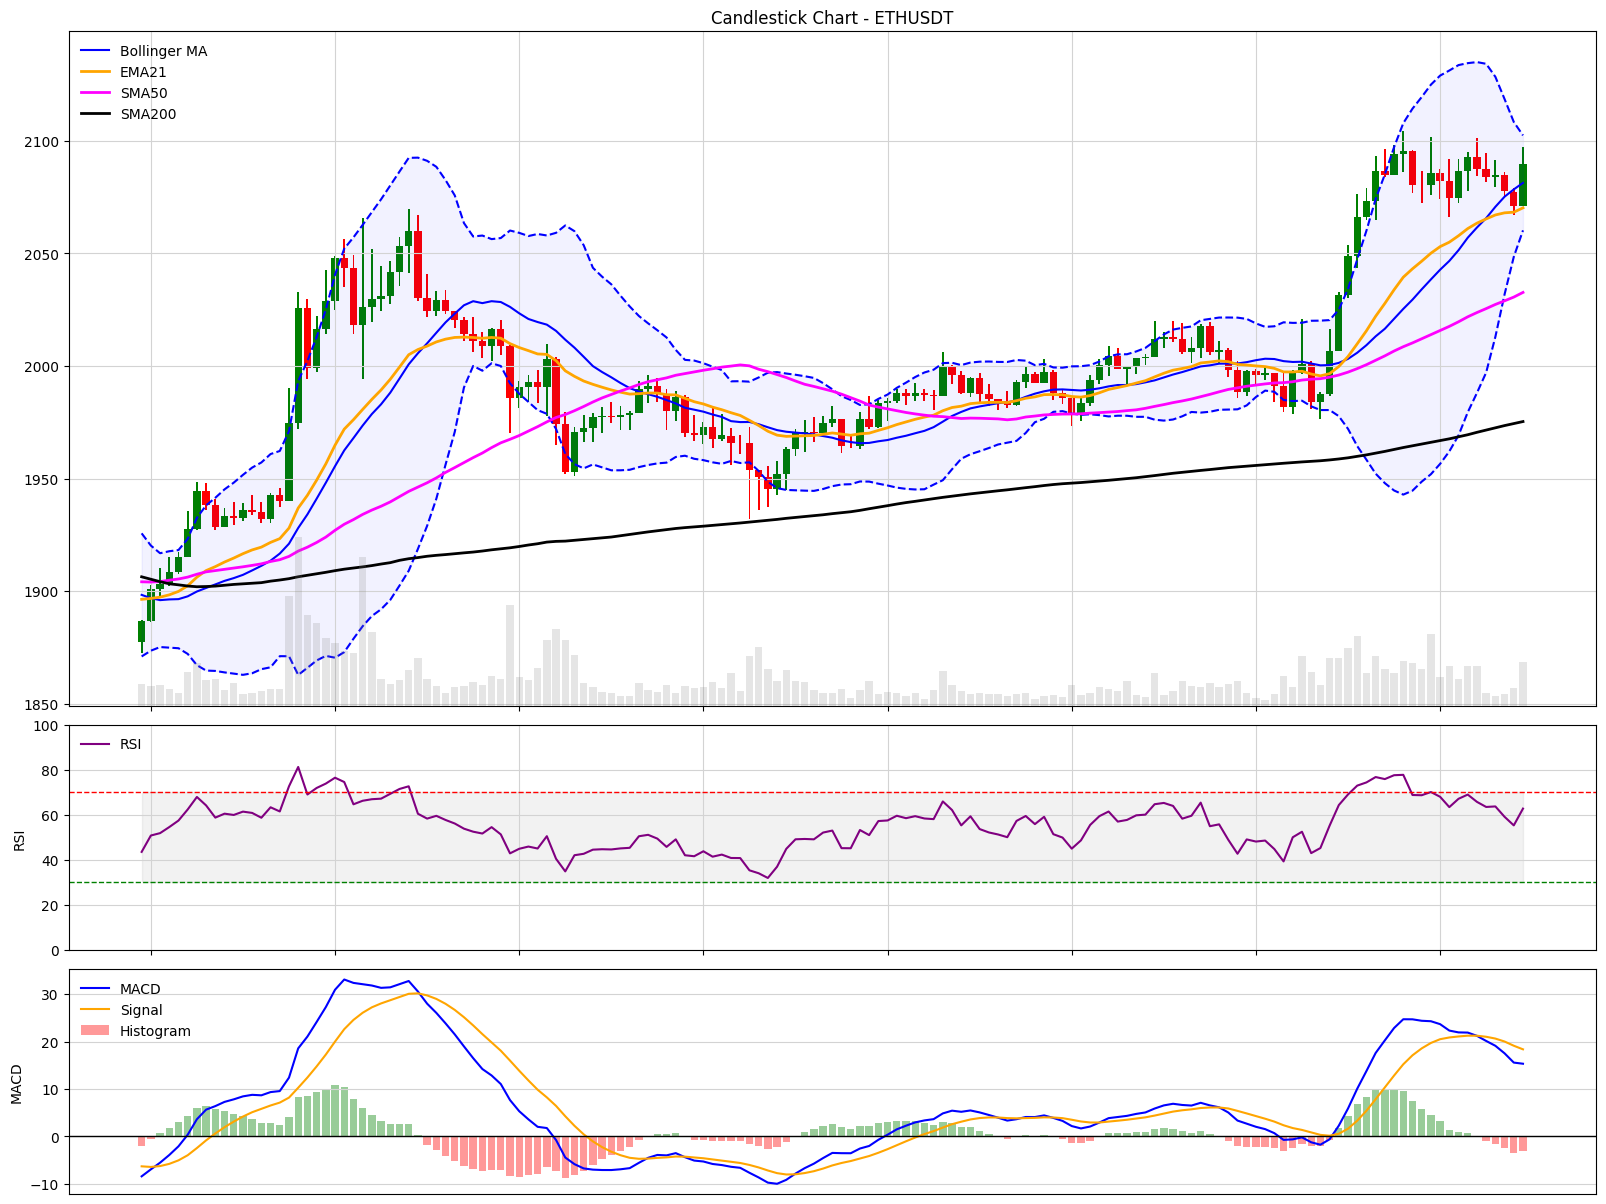 Candlestick Chart - ETHUSDT
Bollinger MA
EMA21
SMA50
SMA200
2100
2050
2000
1950
1900
1850
RSI
100
80
60
40
20
0
RSI
MACD
Signal
Histogram
30
20
10
0
−10
MACD